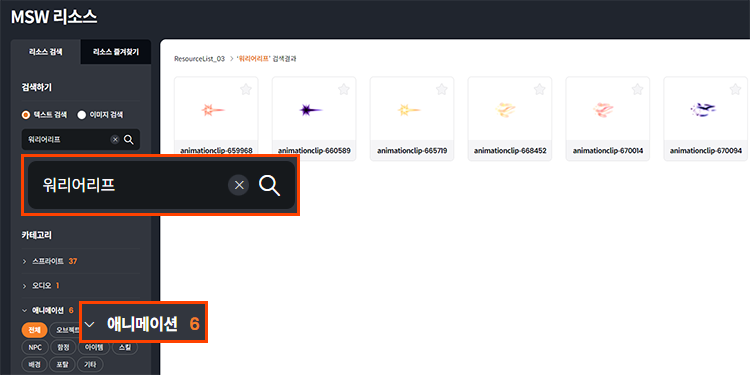 MSW 리소스
리소스 검색
리소스 즐겨찾기
검색하기
텍스트 검색
이미지 검색
워리어리프
워리어리프
카테고리
스프라이트 37
오디오 1
애니메이션 6
애니메이션 6
전체
NPC
함정
아이템
스킬
배경
포탈
기타
ResourceList_03 > '워리어리프' 검색결과
animationclip-659968
animationclip-660589
animationclip-665719
animationclip-668452
animationclip-670014
animationclip-670094